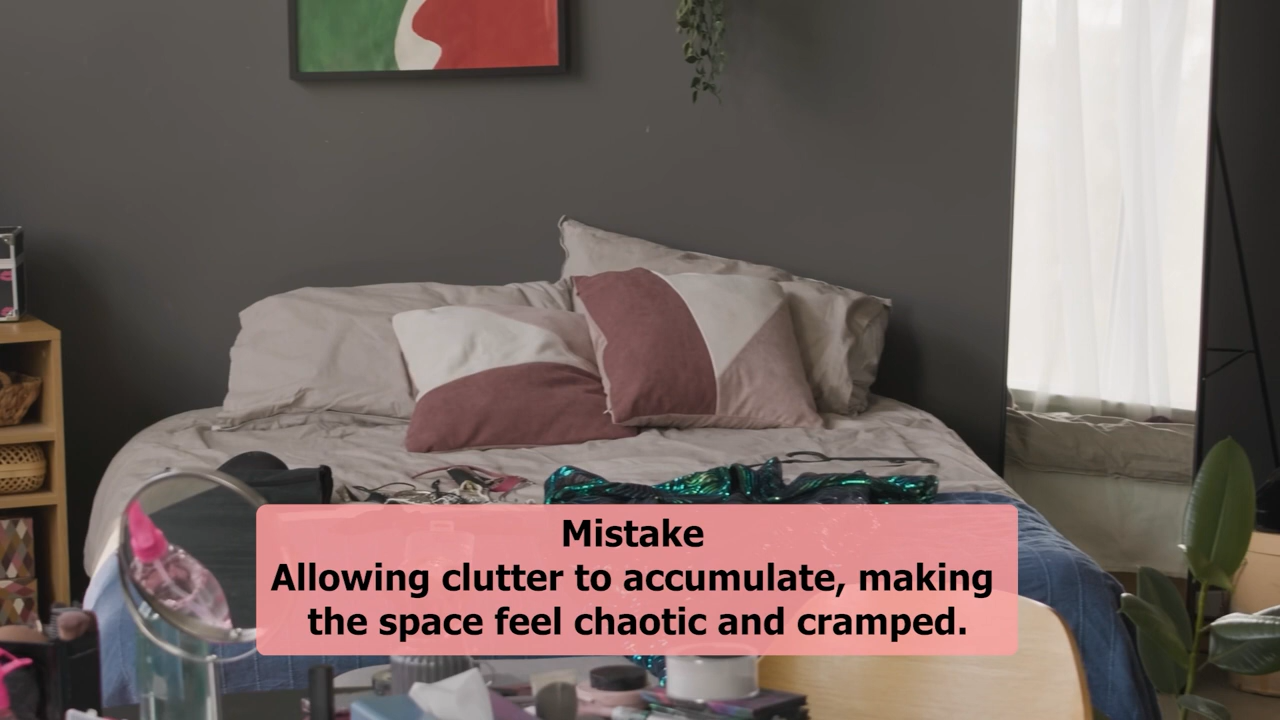 Mistake
Allowing clutter to accumulate, making
the space feel chaotic and cramped.